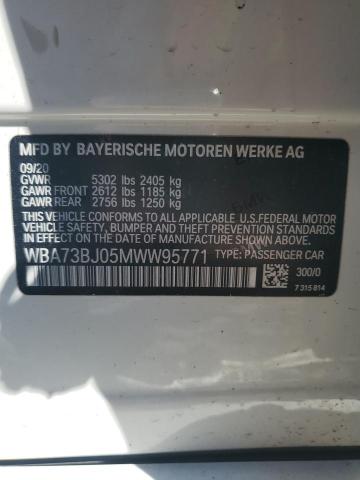 MFD BY BAYERISCHE MOTOREN WERKE AG
09/20
GVWR 5302 lbs 2405 kg
GAWR FRONT 2612 lbs 1185 kg
GAWR REAR 2756 lbs 1250 kg
THIS VEHICLE CONFORMS TO ALL APPLICABLE U.S. FEDERAL MOTOR
VEHICLE SAFETY, BUMPER, AND THEFT PREVENTION
STANDARDS IN EFFECT ON THE DATE OF MANUFACTURE SHOWN ABOVE.
WBA73BJ05MWW95771 TYPE: PASSENGER CAR
300/0
7 315 814